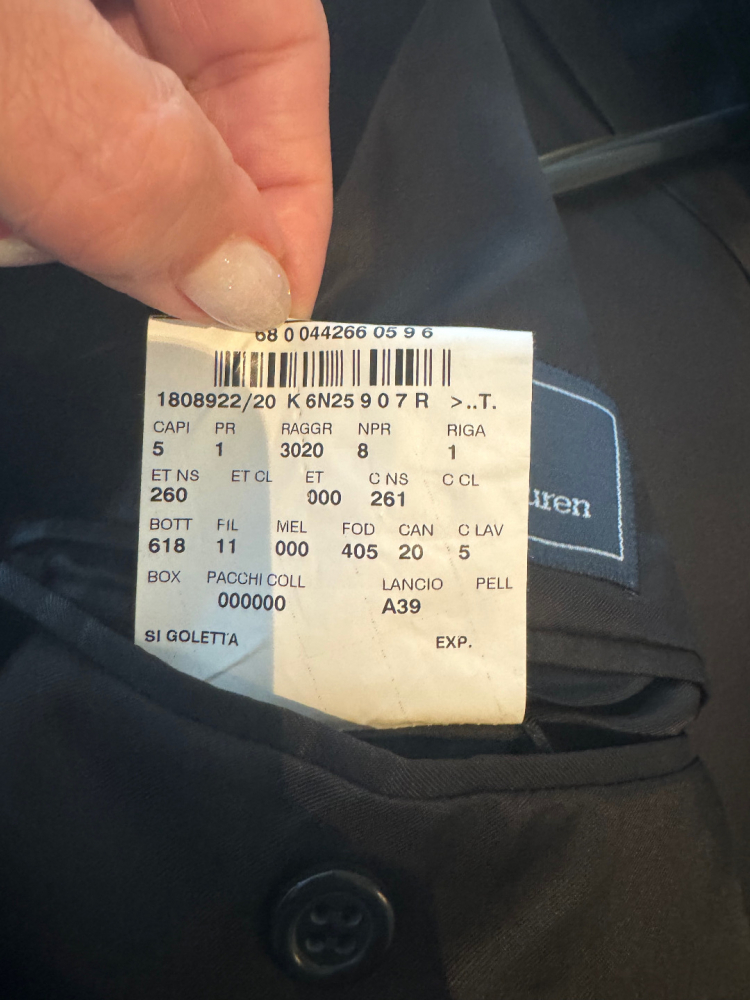 68 0 044266 05 9 6
1808922/20 K 6N25 9 0 7 R >..T.
CAPI PR RAGGR NPR RIGA
5 1 3020 8 1
ET NS ET CL ET C NS C CL
260 000 261
BOTT FIL MEL FOD CAN C LAV
618 11 000 405 20 5
BOX PACCHI COLL LANCIO PELL
000000 A39
SI GOLETTA EXP.
uren